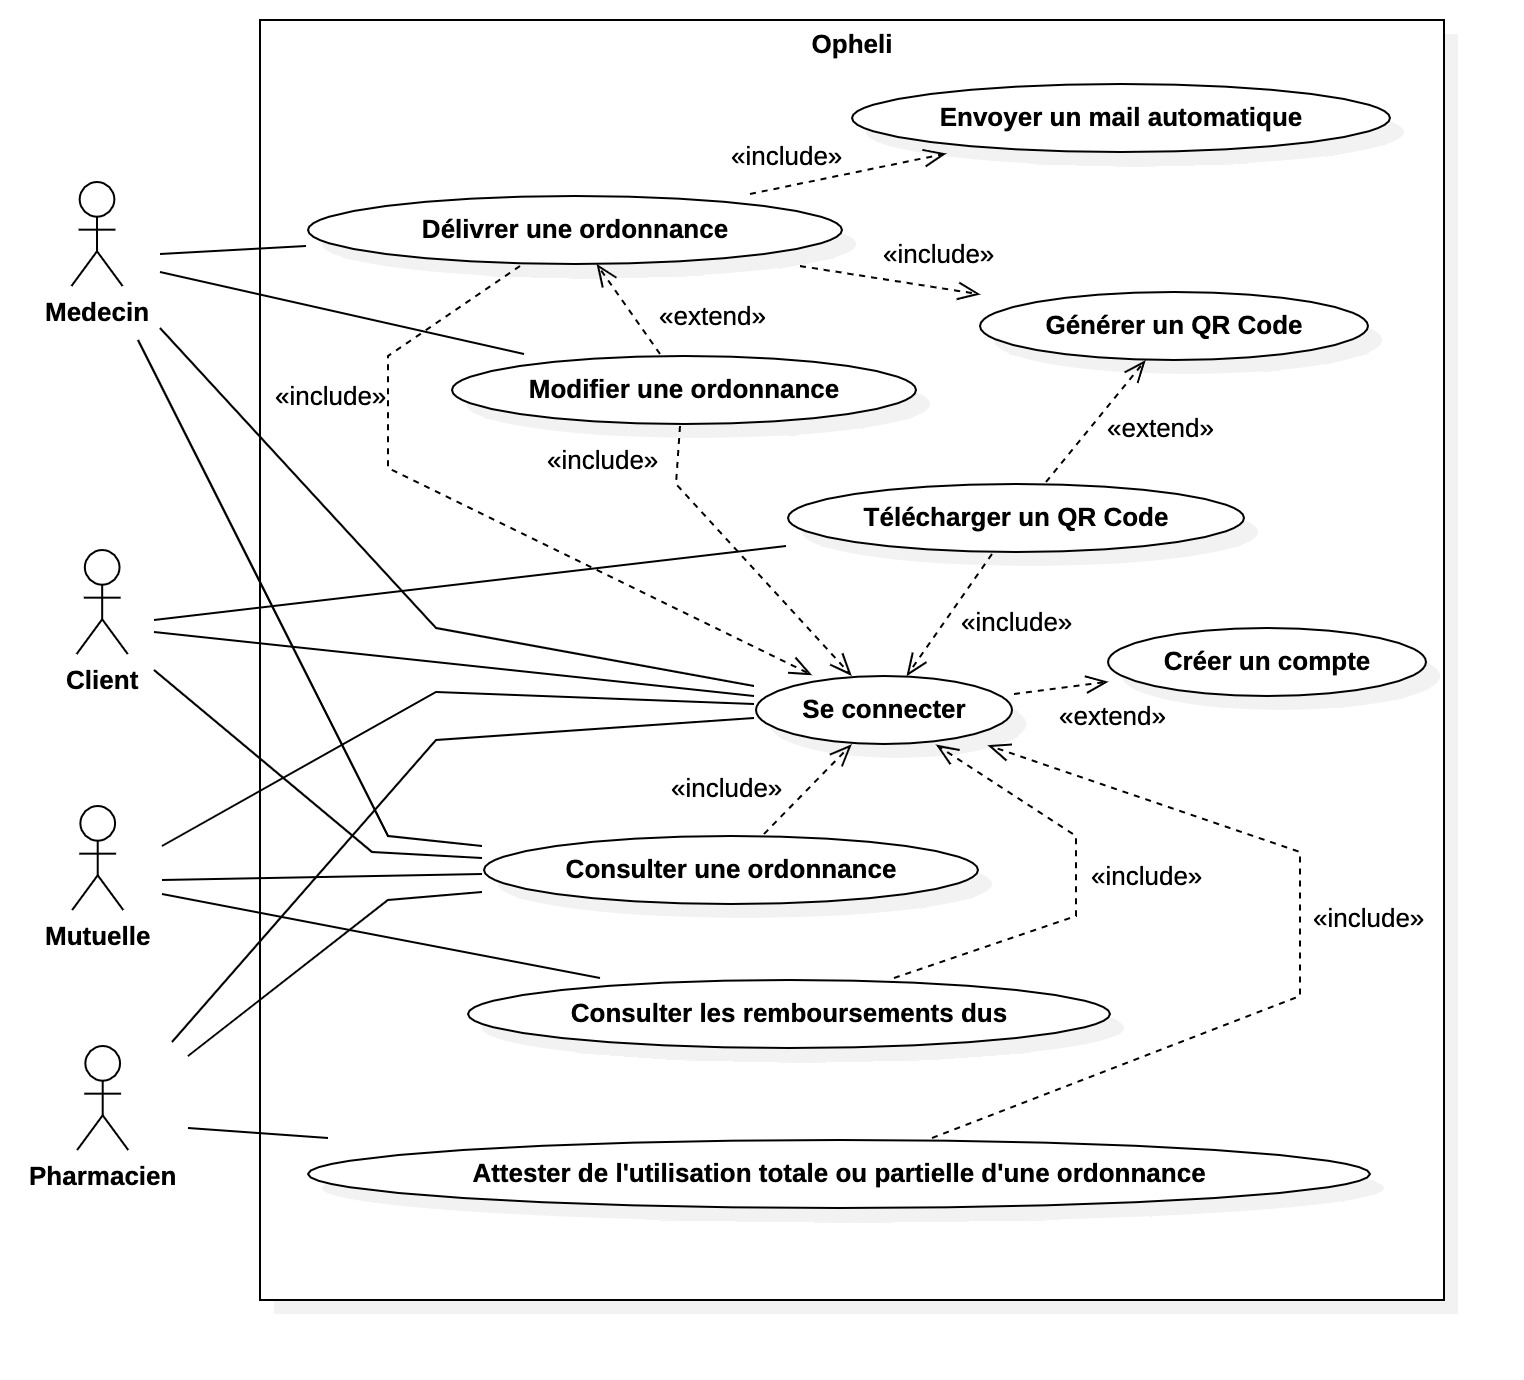 Opheli
Envoyer un mail automatique
«include»
Délivrer une ordonnance
«include»
Medecin
«extend»
Générer un QR Code
Modifier une ordonnance
«include»
«extend»
«include»
Télécharger un QR Code
«include»
Client
Créer un compte
Se connecter
«extend»
«include»
Consulter une ordonnance
«include»
«include»
Mutuelle
Consulter les remboursements dus
Pharmacien
Attester de l'utilisation totale ou partielle d'une ordonnance